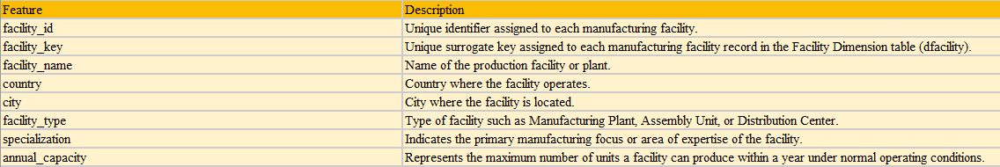 Feature Description
facility_id Unique identifier assigned to each manufacturing facility.
facility_key Unique surrogate key assigned to each manufacturing facility record in the Facility Dimension table (dfacility).
facility_name Name of the production facility or plant.
country Country where the facility operates.
city City where the facility is located.
facility_type Type of facility such as Manufacturing Plant, Assembly Unit, or Distribution Center.
specialization Indicates the primary manufacturing focus or area of expertise of the facility.
annual_capacity Represents the maximum number of units a facility can produce within a year under normal operating conditions.